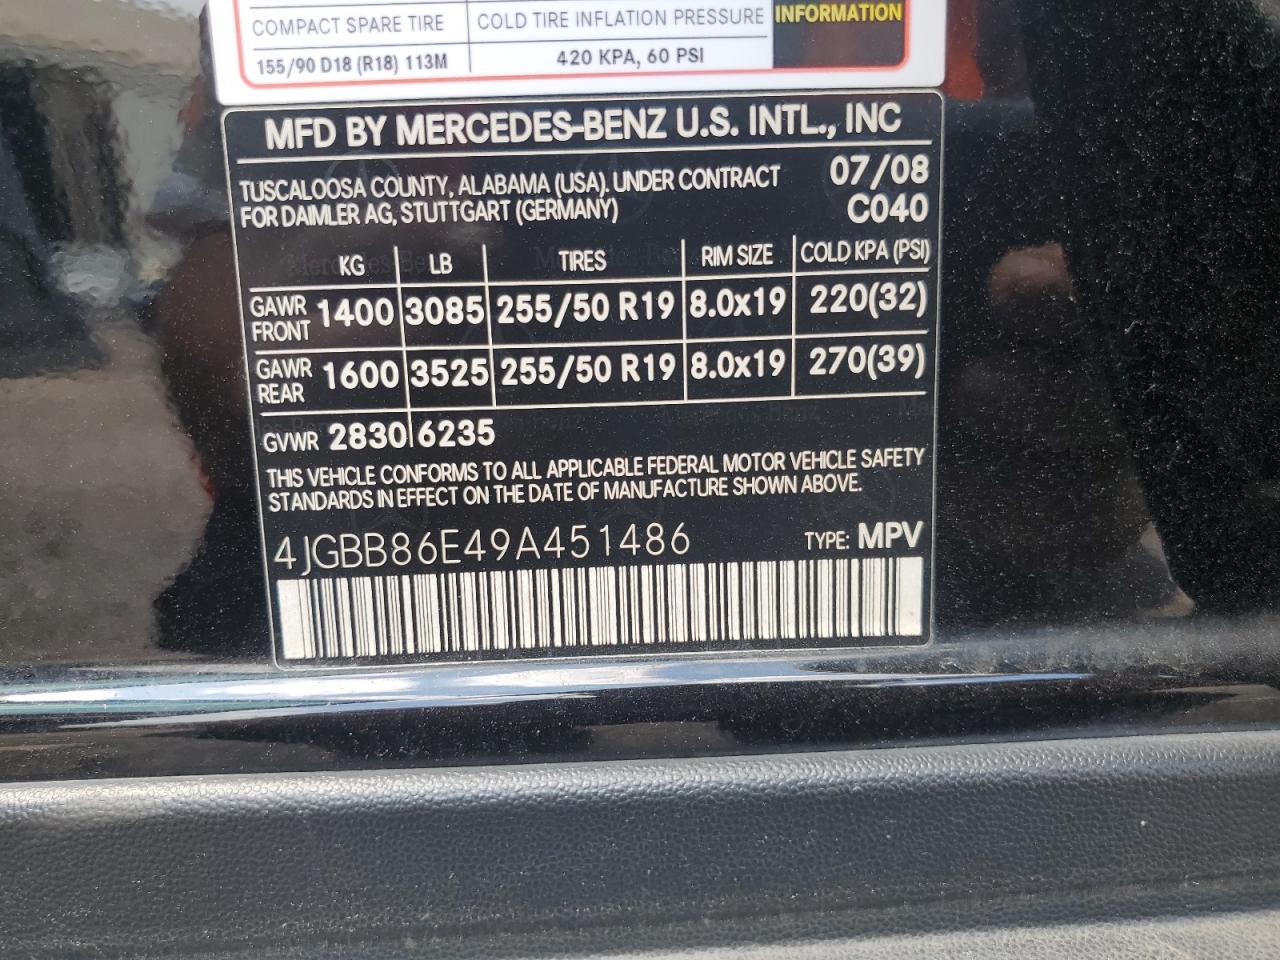 COMPACT SPARE TIRE COLD TIRE INFLATION PRESSURE INFORMATION
155/90 D18 (R18) 113M 420 KPA, 60 PSI
MFD BY MERCEDES-BENZ U.S. INTL., INC
TUSCALOOSA COUNTY, ALABAMA (USA). UNDER CONTRACT 07/08
FOR DAIMLER AG, STUTTGART (GERMANY) C040
KG LB TIRES RIM SIZE COLD KPA (PSI)
GAWR FRONT 1400 3085 255/50 R19 8.0x19 220(32)
GAWR REAR 1600 3525 255/50 R19 8.0x19 270(39)
GVWR 2830 6235
THIS VEHICLE CONFORMS TO ALL APPLICABLE FEDERAL MOTOR VEHICLE SAFETY
STANDARDS IN EFFECT ON THE DATE OF MANUFACTURE SHOWN ABOVE.
4JGBB86E49A451486 TYPE: MPV